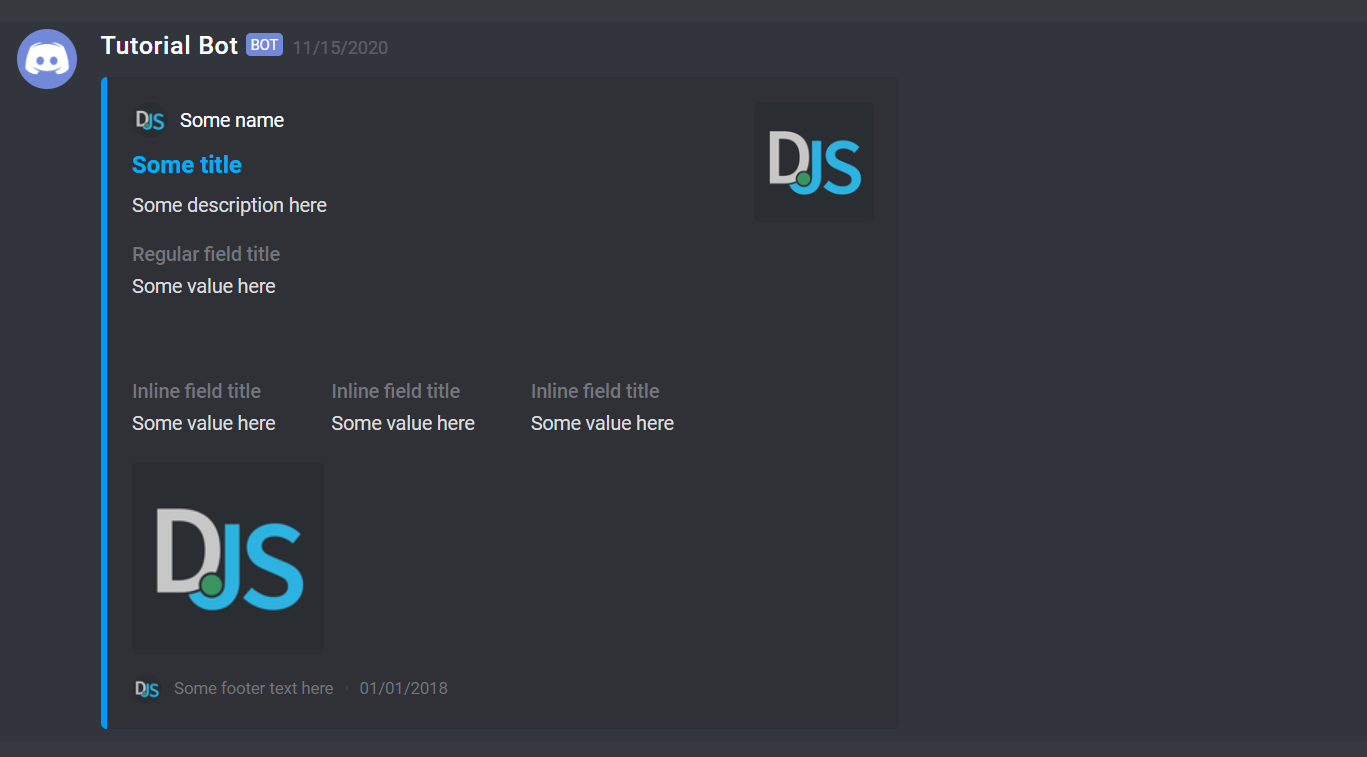 Tutorial Bot BOT 11/15/2020
DJS Some name
DJS
Some title
Some description here
Regular field title
Some value here
Inline field title Inline field title Inline field title
Some value here Some value here Some value here
DJS
DJS Some footer text here • 01/01/2018